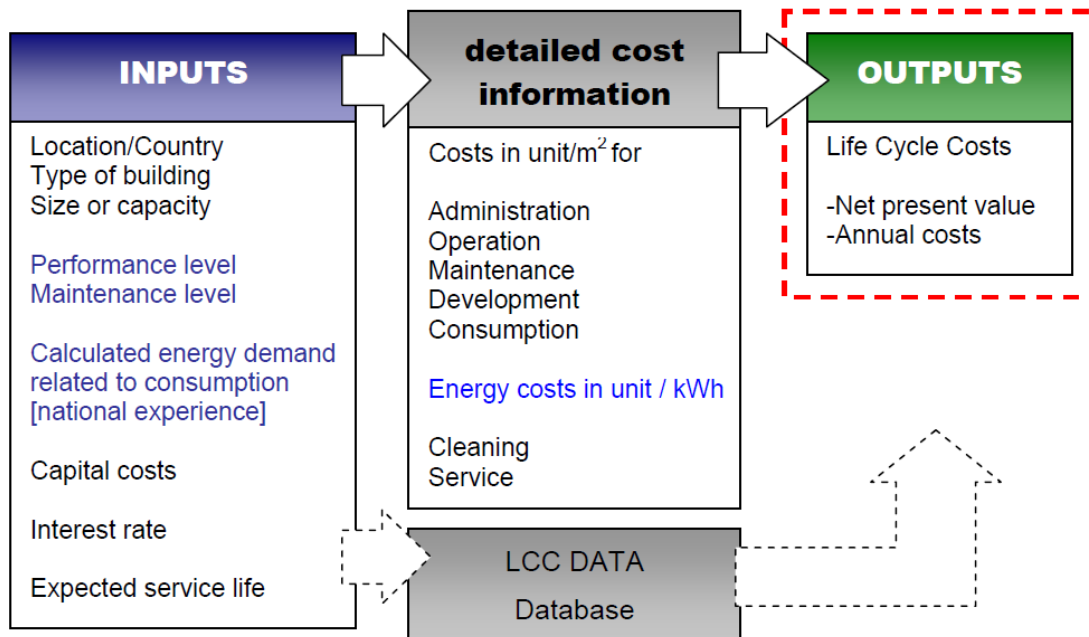 INPUTS
Location/Country
Type of building
Size or capacity
Performance level
Maintenance level
Calculated energy demand
related to consumption
[national experience]
Capital costs
Interest rate
Expected service life
detailed cost
information
Costs in unit/m² for
Administration
Operation
Maintenance
Development
Consumption
Energy costs in unit / kWh
Cleaning
Service
LCC DATA
Database
OUTPUTS
Life Cycle Costs
-Net present value
-Annual costs